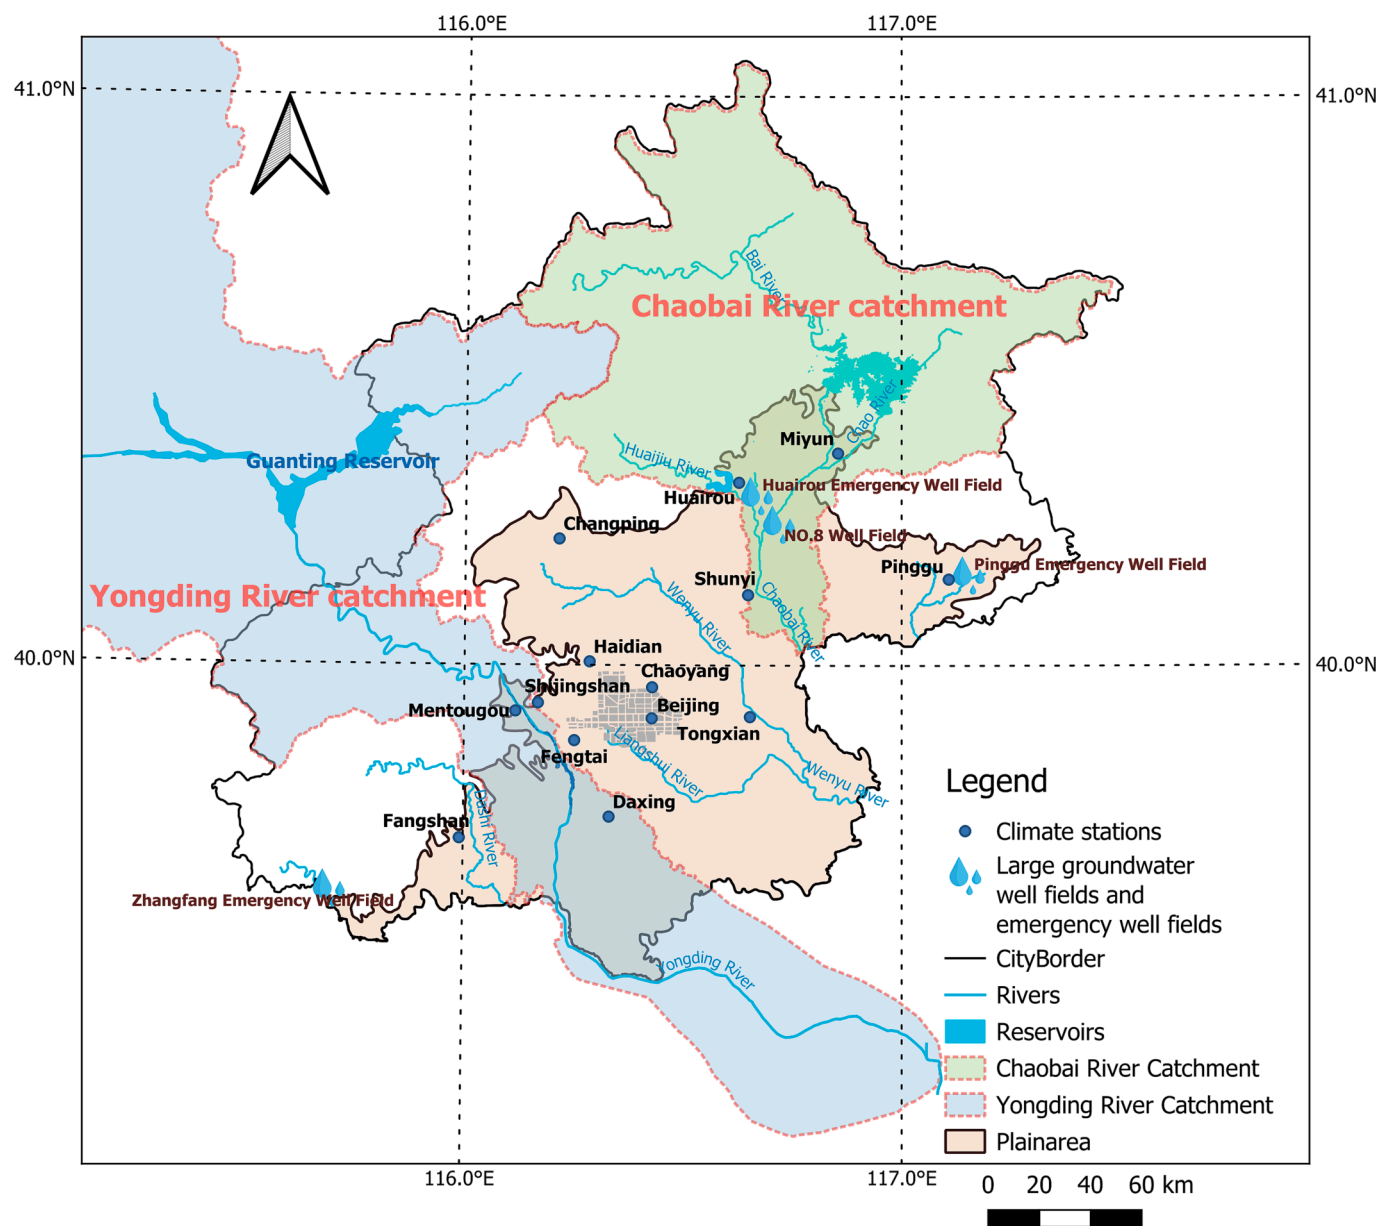 116.0°E
117.0°E
41.0°N
41.0°N
Bai River
Chaobai River catchment
Chao River
Miyun
Huaijiu River
Guanting Reservoir
Huairou Emergency Well Field
Huairou
Changping
NO.8 Well Field
Pinggu
Pinggu Emergency Well Field
Shunyi
Yongding River catchment
Wenyu River
Chaobai River
Haidian
40.0°N
40.0°N
Chaoyang
Shijingshan
Mentougou
Beijing
Tongxian
Liangshui River
Fengtai
Wenyu River
Daxing
Dushi River
Fangshan
Zhangfang Emergency Well Field
Yongding River
Legend
Climate stations
Large groundwater
well fields and
emergency well fields
CityBorder
Rivers
Reservoirs
Chaobai River Catchment
Yongding River Catchment
Plainarea
116.0°E
117.0°E
0 20 40 60 km